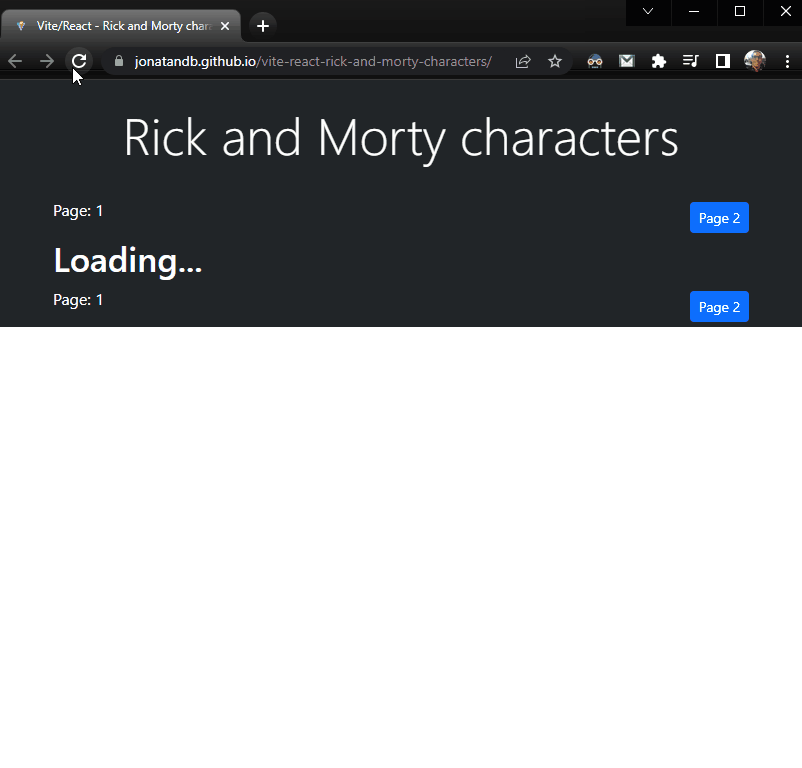 Vite/React - Rick and Morty char
jonatandb.github.io/vite-react-rick-and-morty-characters/
Rick and Morty characters
Page: 1
Page 2
Loading...
Page: 1
Page 2